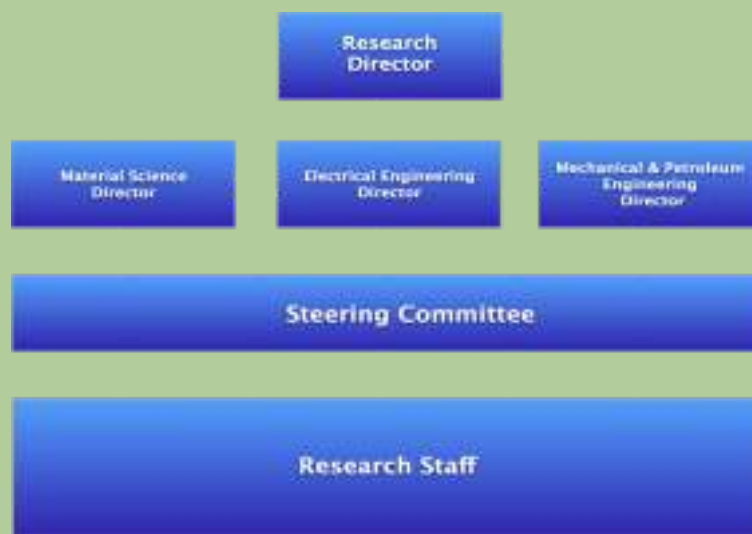 Research
Director
Material Science
Director
Electrical Engineering
Director
Mechanical & Petroleum
Engineering
Director
Steering Committee
Research Staff